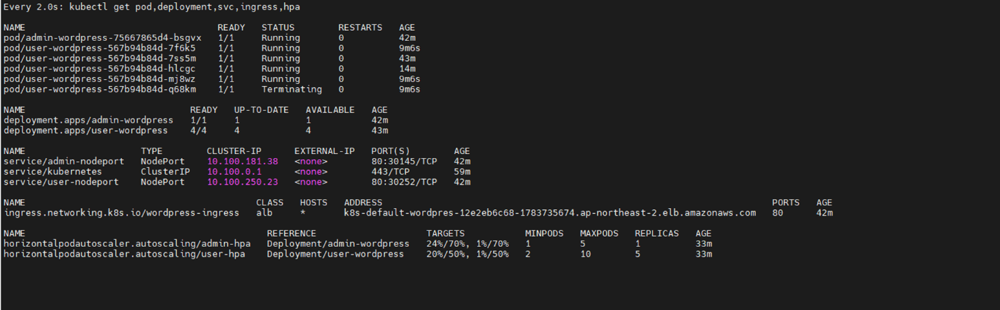 Every 2.0s: kubectl get pod,deployment,svc,ingress,hpa
NAME READY STATUS RESTARTS AGE
pod/admin-wordpress-75667865d4-bsgvx 1/1 Running 0 42m
pod/user-wordpress-567b94b84d-7f6k5 1/1 Running 0 9m6s
pod/user-wordpress-567b94b84d-7ss5m 1/1 Running 0 43m
pod/user-wordpress-567b94b84d-hlcgc 1/1 Running 0 14m
pod/user-wordpress-567b94b84d-mj8wz 1/1 Running 0 9m6s
pod/user-wordpress-567b94b84d-q68km 1/1 Terminating 0 9m6s
NAME READY UP-TO-DATE AVAILABLE AGE
deployment.apps/admin-wordpress 1/1 1 1 42m
deployment.apps/user-wordpress 4/4 4 4 43m
NAME TYPE CLUSTER-IP EXTERNAL-IP PORT(S) AGE
service/admin-nodeport NodePort 10.100.181.38 <none> 80:30145/TCP 42m
service/kubernetes ClusterIP 10.100.0.1 <none> 443/TCP 59m
service/user-nodeport NodePort 10.100.250.23 <none> 80:30252/TCP 42m
NAME CLASS HOSTS ADDRESS PORTS AGE
ingress.networking.k8s.io/wordpress-ingress alb * k8s-default-wordpres-12e2eb6c68-1783735674.ap-northeast-2.elb.amazonaws.com 80 42m
NAME REFERENCE TARGETS MINPODS MAXPODS REPLICAS AGE
horizontalpodautoscaler.autoscaling/admin-hpa Deployment/admin-wordpress 24%/70%, 1%/70% 1 5 1 33m
horizontalpodautoscaler.autoscaling/user-hpa Deployment/user-wordpress 20%/50%, 1%/50% 2 10 5 33m